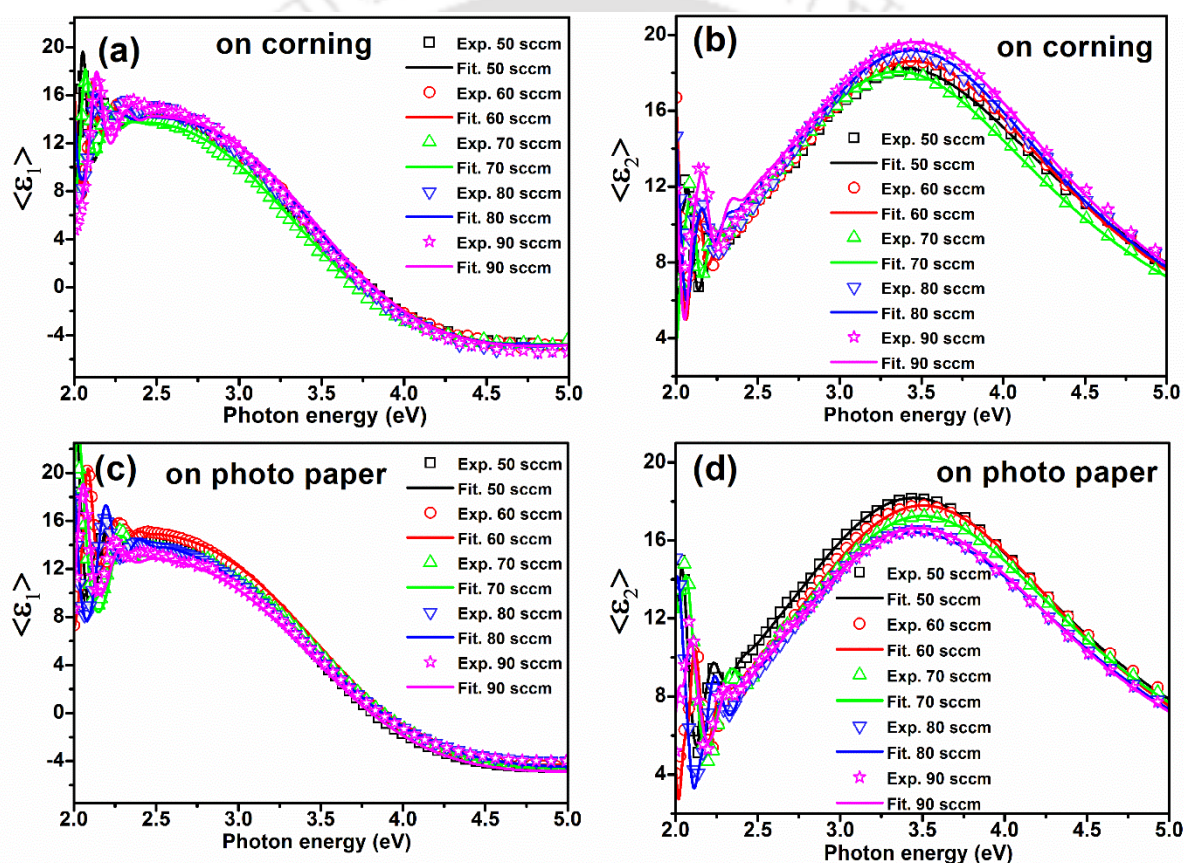 (a)
on corning
Exp. 50 sccm
Fit. 50 sccm
Exp. 60 sccm
Fit. 60 sccm
Exp. 70 sccm
Fit. 70 sccm
Exp. 80 sccm
Fit. 80 sccm
Exp. 90 sccm
Fit. 90 sccm
20
16
12
8
4
0
-4
<ε1>
2.0 2.5 3.0 3.5 4.0 4.5 5.0
Photon energy (eV)
(b)
on corning
Exp. 50 sccm
Fit. 50 sccm
Exp. 60 sccm
Fit. 60 sccm
Exp. 70 sccm
Fit. 70 sccm
Exp. 80 sccm
Fit. 80 sccm
Exp. 90 sccm
Fit. 90 sccm
20
16
12
8
4
<ε2>
2.0 2.5 3.0 3.5 4.0 4.5 5.0
Photon energy (eV)
(c)
on photo paper
Exp. 50 sccm
Fit. 50 sccm
Exp. 60 sccm
Fit. 60 sccm
Exp. 70 sccm
Fit. 70 sccm
Exp. 80 sccm
Fit. 80 sccm
Exp. 90 sccm
Fit. 90 sccm
20
16
12
8
4
0
-4
<ε1>
2.0 2.5 3.0 3.5 4.0 4.5 5.0
Photon energy (eV)
(d)
on photo paper
Exp. 50 sccm
Fit. 50 sccm
Exp. 60 sccm
Fit. 60 sccm
Exp. 70 sccm
Fit. 70 sccm
Exp. 80 sccm
Fit. 80 sccm
Exp. 90 sccm
Fit. 90 sccm
20
16
12
8
4
<ε2>
2.0 2.5 3.0 3.5 4.0 4.5 5.0
Photon energy (eV)